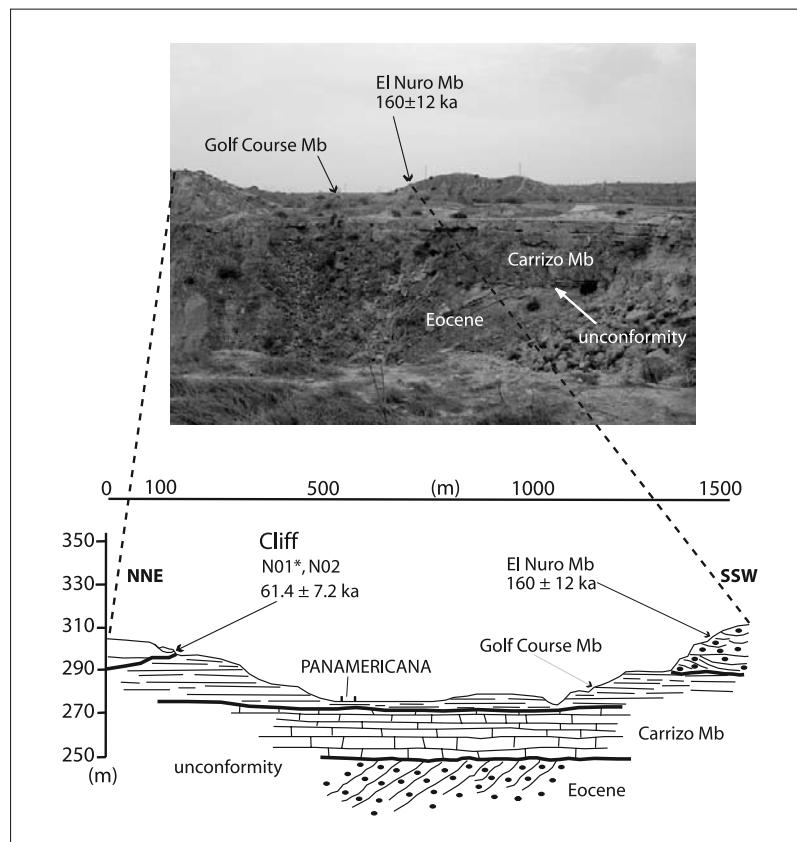 El Nuro Mb
160±12 ka
Golf Course Mb
Carrizo Mb
Eocene
unconformity
0 100 500 (m) 1000 1500
350
330
310
290
270
250
(m)
NNE
Cliff
N01*, N02
61.4 ± 7.2 ka
El Nuro Mb
160 ± 12 ka
SSW
Golf Course Mb
PANAMERICANA
Carrizo Mb
unconformity
Eocene